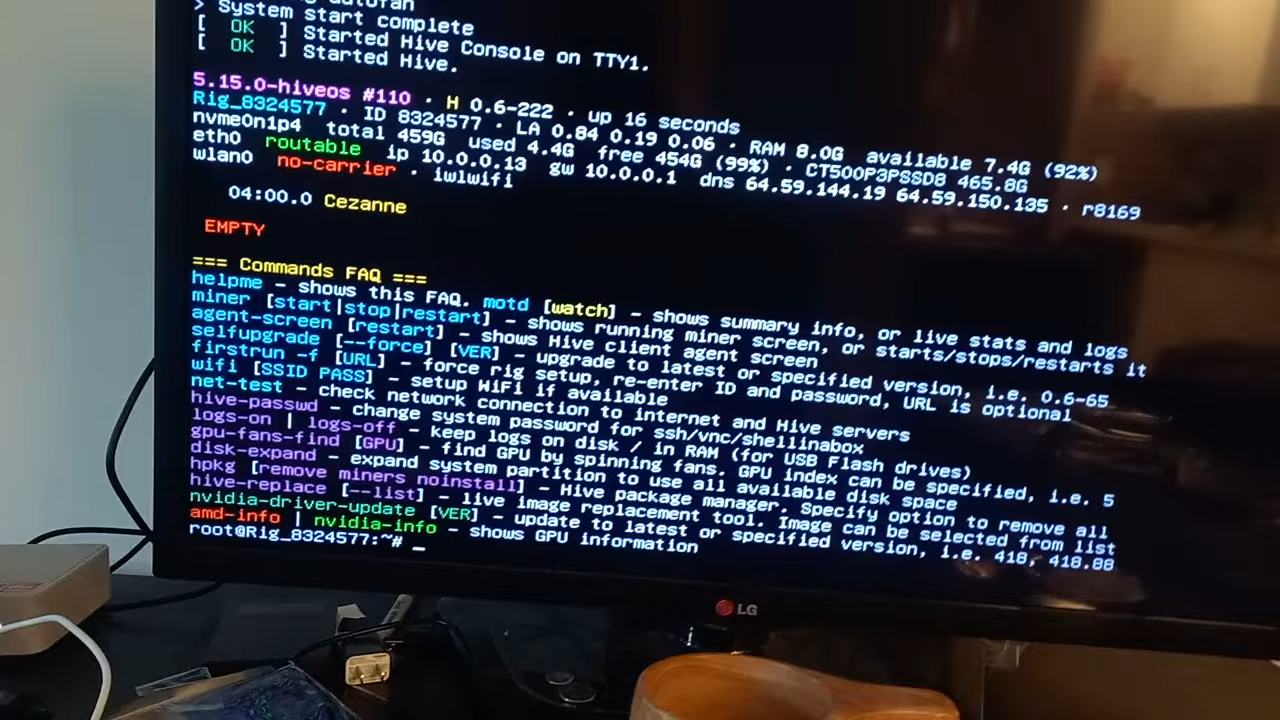 autofan
> System start complete
[ OK ] Started Hive Console on TTY1.
[ OK ] Started Hive.
5.15.0-hiveos #110 · H 0.6-222 · up 16 seconds
Rig_8324577 · ID 8324577 · LA 0.84 0.19 0.06 · RAM 8.0G available 7.4G (92%)
nvme0n1p4 total 459G used 4.4G free 454G (99%) · CT500P3PSSD8 465.8G
eth0 routable ip 10.0.0.13 gw 10.0.0.1 dns 64.59.144.19 64.59.150.135 · r8169
wlan0 no-carrier · iwlwifi
04:00.0 Cezanne
EMPTY
=== Commands FAQ ===
helpme - shows this FAQ. motd [watch] - shows summary info, or live stats and logs
miner [start|stop|restart] - shows running miner screen, or starts/stops/restarts it
agent-screen [restart] - shows Hive client agent screen
selfupgrade [--force] [VER] - upgrade to latest or specified version, i.e. 0.6-65
firstrun -f [URL] - force rig setup, re-enter ID and password, URL is optional
wifi [SSID PASS] - setup WiFi if available
net-test - check network connection to internet and Hive servers
hive-passwd - change system password for ssh/vnc/shellinabox
logs-on | logs-off - keep logs on disk / in RAM (for USB Flash drives)
gpu-fans-find [GPU] - find GPU by spinning fans. GPU index can be specified, i.e. 5
disk-expand - expand system partition to use all available disk space
hpkg [remove miners noinstall] - Hive package manager. Specify option to remove all
hive-replace [--list] - live image replacement tool. Image can be selected from list
nvidia-driver-update [VER] - update to latest or specified version, i.e. 418, 418.88
amd-info | nvidia-info - shows GPU information
root@Rig_8324577:~# _
LG